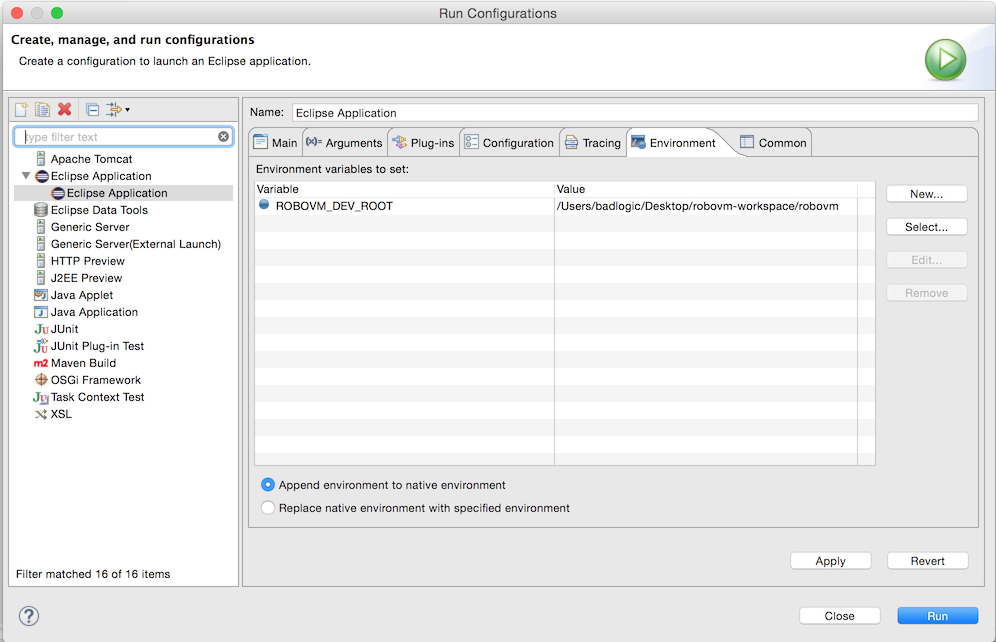 Run Configurations
Create, manage, and run configurations
Create a configuration to launch an Eclipse application.
type filter text
Apache Tomcat
Eclipse Application
Eclipse Application
Eclipse Data Tools
Generic Server
Generic Server(External Launch)
HTTP Preview
J2EE Preview
Java Applet
Java Application
JUnit
JUnit Plug-in Test
Maven Build
OSGi Framework
Task Context Test
XSL
Filter matched 16 of 16 items
Name: Eclipse Application
Main (x)= Arguments Plug-ins Configuration Tracing Environment Common
Environment variables to set:
Variable Value
ROBOVM_DEV_ROOT /Users/badlogic/Desktop/robovm-workspace/robovm
New...
Select...
Edit...
Remove
Append environment to native environment
Replace native environment with specified environment
Apply Revert
? Close Run